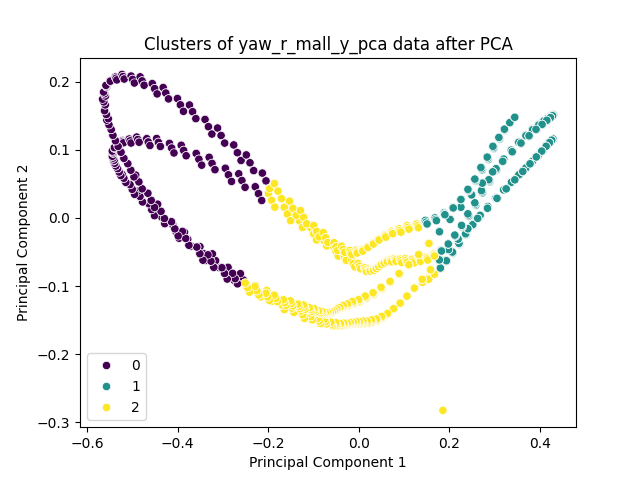 Clusters of yaw_r_mall_y_pca data after PCA
Principal Component 2
0.2
0.1
0.0
−0.1
−0.2
−0.3
0
1
2
−0.6 −0.4 −0.2 0.0 0.2 0.4
Principal Component 1